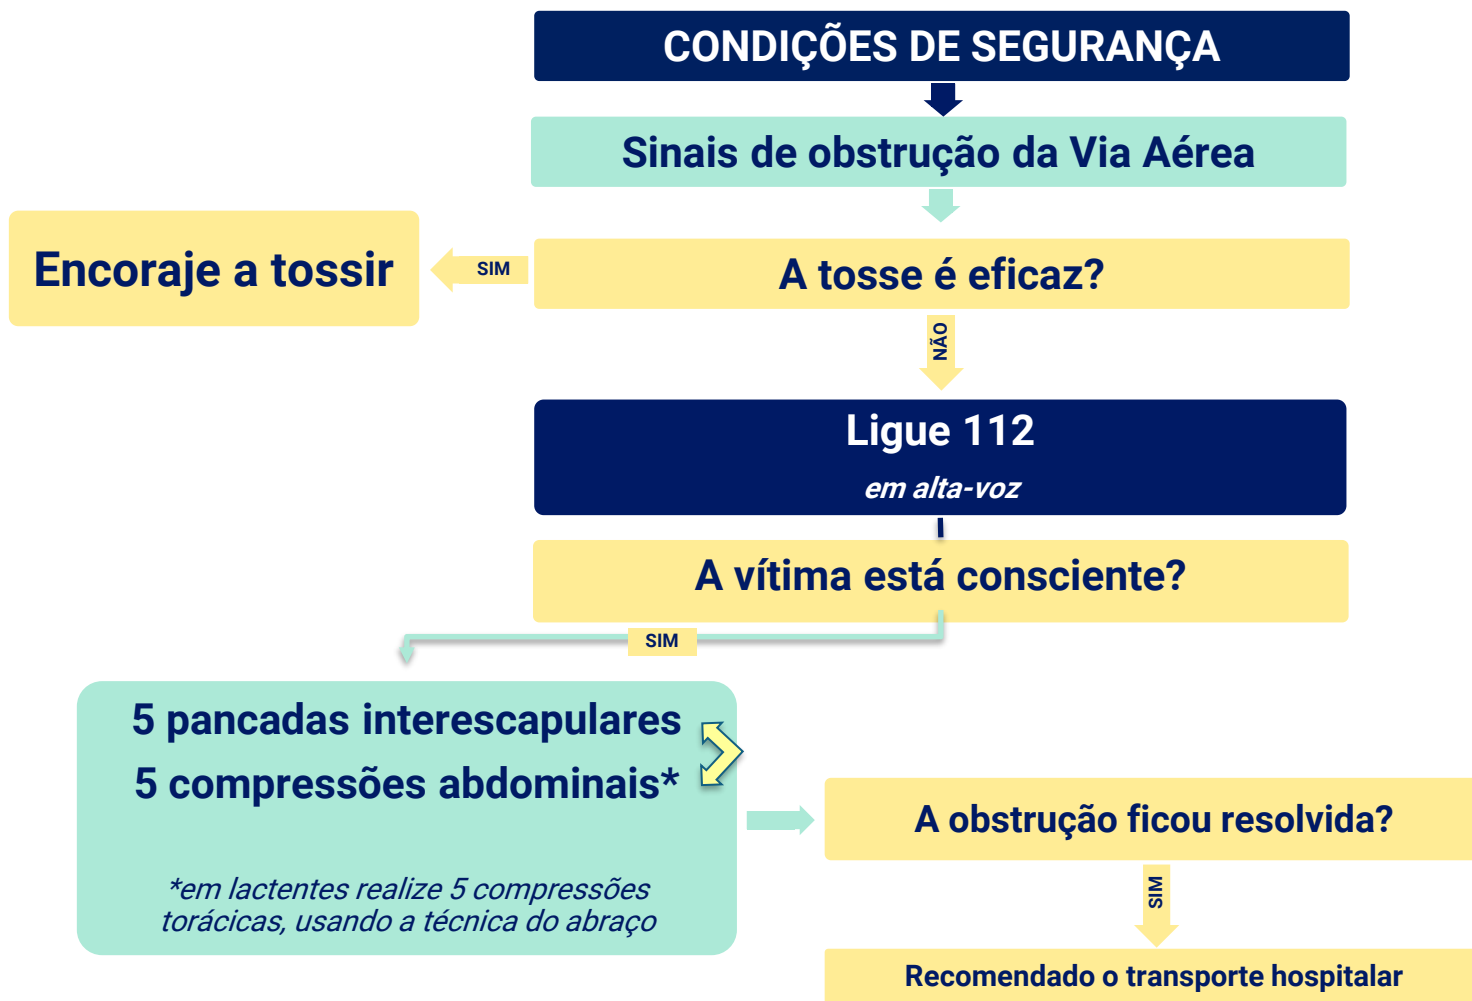 CONDIÇÕES DE SEGURANÇA
Sinais de obstrução da Via Aérea
A tosse é eficaz?
SIM
Encoraje a tossir
NÃO
Ligue 112
em alta-voz
A vítima está consciente?
SIM
5 pancadas interescapulares
5 compressões abdominais*
*em lactentes realize 5 compressões
torácicas, usando a técnica do abraço
A obstrução ficou resolvida?
SIM
Recomendado o transporte hospitalar